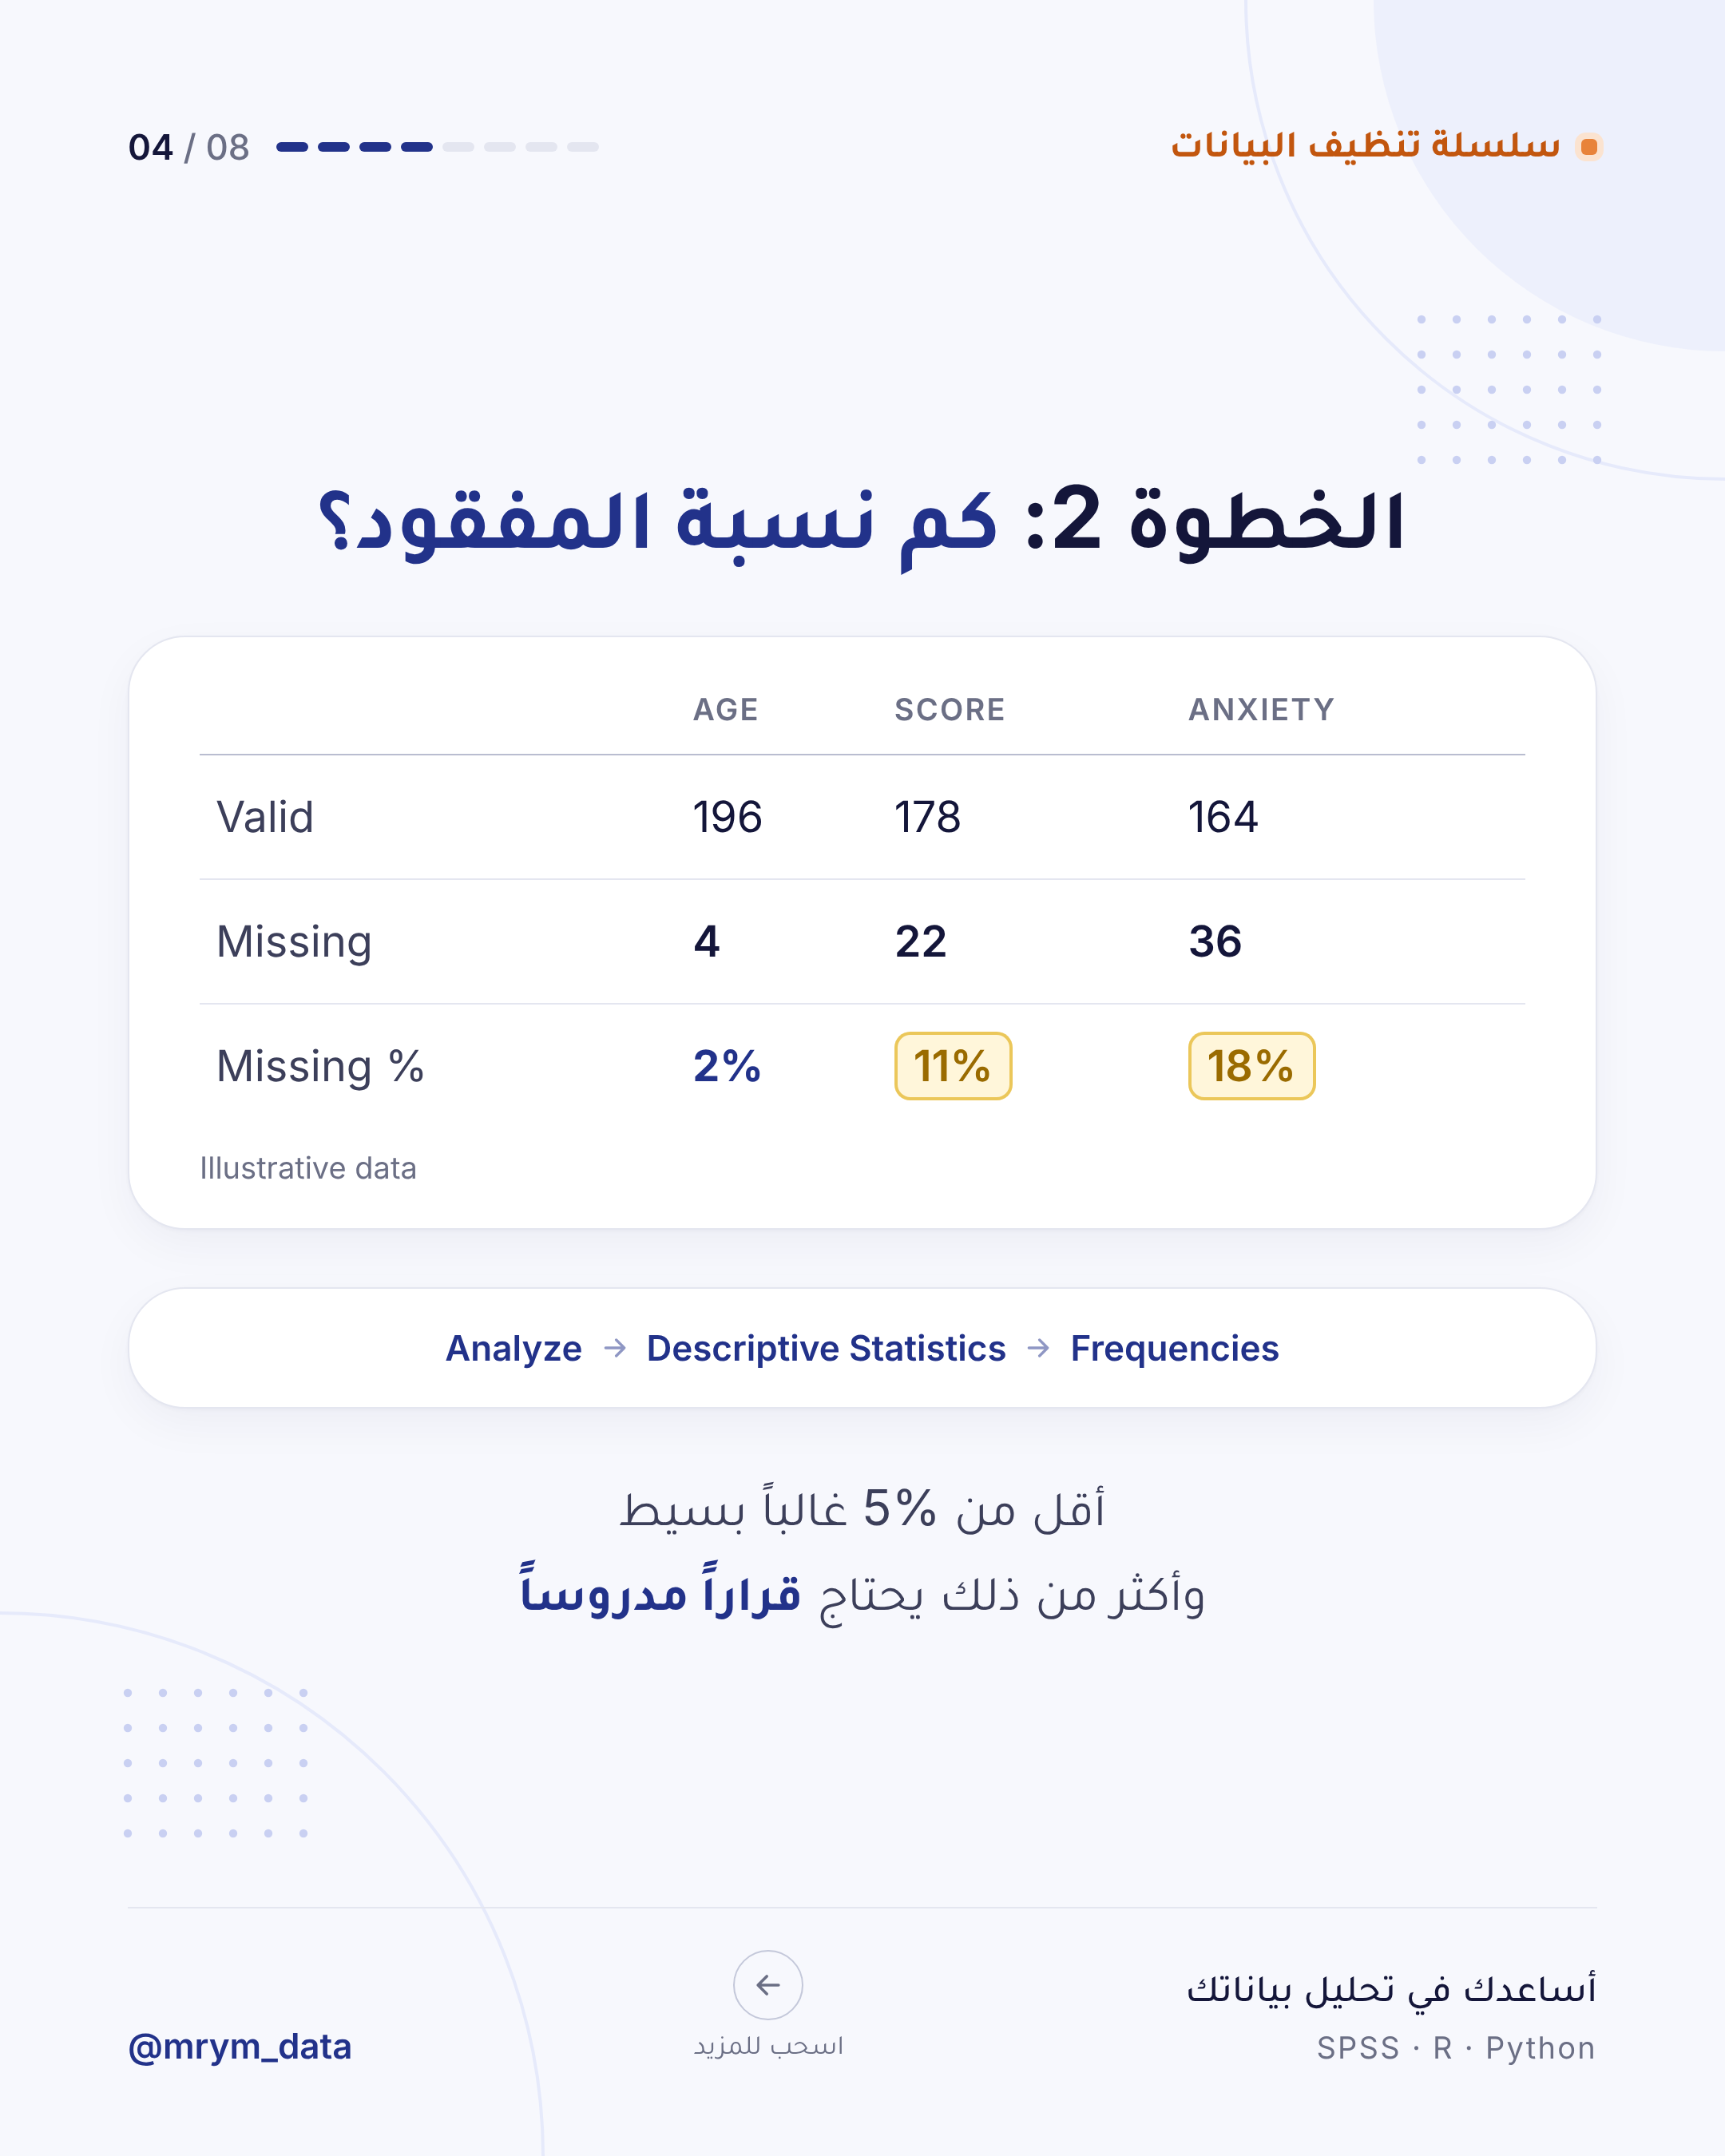 سلسلة تنظيف البيانات
04 / 08
الخطوة 2: كم نسبة المفقود؟
AGE SCORE ANXIETY
Valid 196 178 164
Missing 4 22 36
Missing % 2% 11% 18%
Illustrative data
Analyze → Descriptive Statistics → Frequencies
أقل من 5% غالباً بسيط
وأكثر من ذلك يحتاج قراراً مدروساً
أساعدك في تحليل بياناتك
SPSS · R · Python
←
اسحب للمزيد
@mrym_data